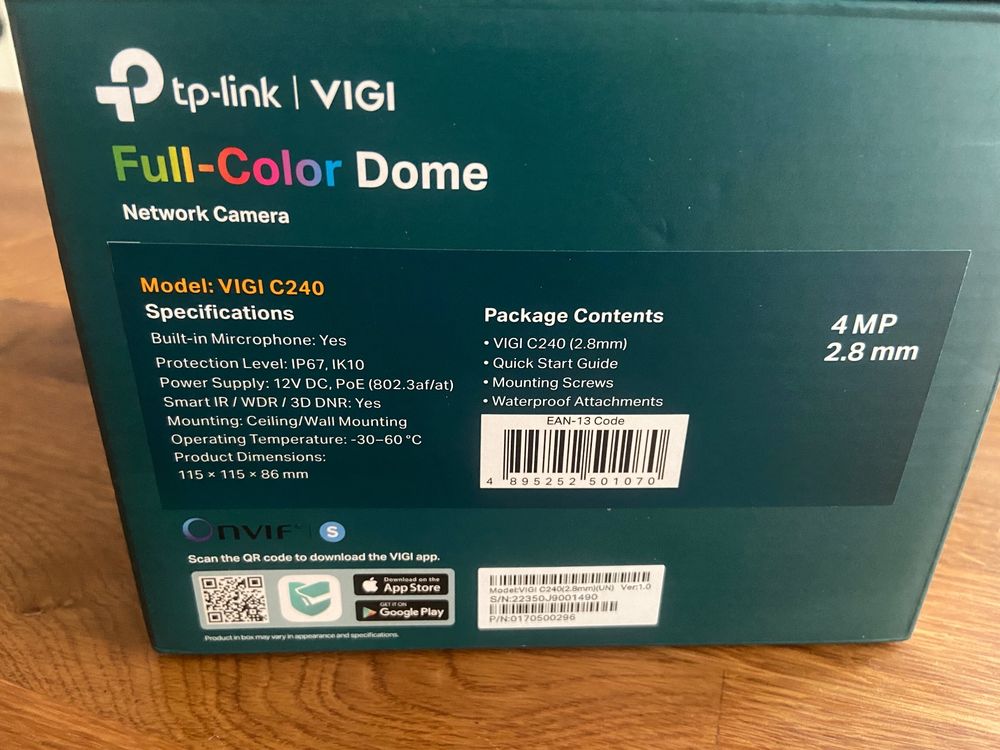 tp-link | VIGI
Full-Color Dome
Network Camera
Model: VIGI C240
Specifications
Built-in Mircrophone: Yes
Protection Level: IP67, IK10
Power Supply: 12V DC, PoE (802.3af/at)
Smart IR / WDR / 3D DNR: Yes
Mounting: Ceiling/Wall Mounting
Operating Temperature: -30–60 °C
Product Dimensions:
115 × 115 × 86 mm
Package Contents
• VIGI C240 (2.8mm)
• Quick Start Guide
• Mounting Screws
• Waterproof Attachments
EAN-13 Code
4 895252 501070
4 MP
2.8 mm
ONVIF | S
Scan the QR code to download the VIGI app.
Download on the
App Store
GET IT ON
Google Play
Product in box may vary in appearance and specifications.
Model:VIGI C240(2.8mm)(UN) Ver:1.0
S/N:22350J9001490
P/N:0170500296